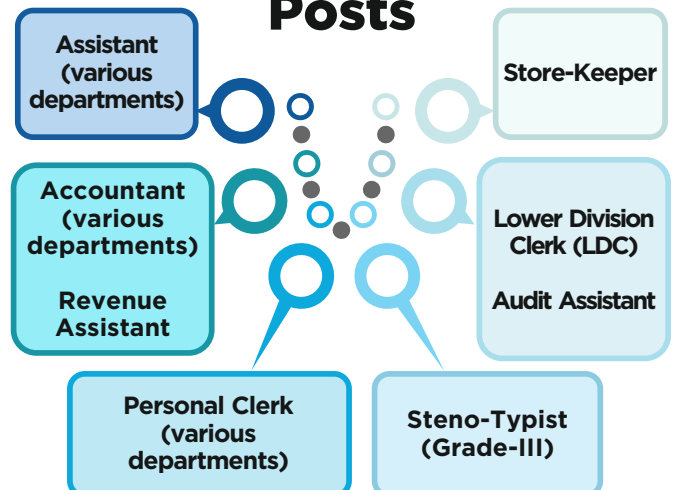 Posts
Assistant
(various
departments)
Store-Keeper
Accountant
(various
departments)
Revenue
Assistant
Lower Division
Clerk (LDC)
Audit Assistant
Personal Clerk
(various
departments)
Steno-Typist
(Grade-III)